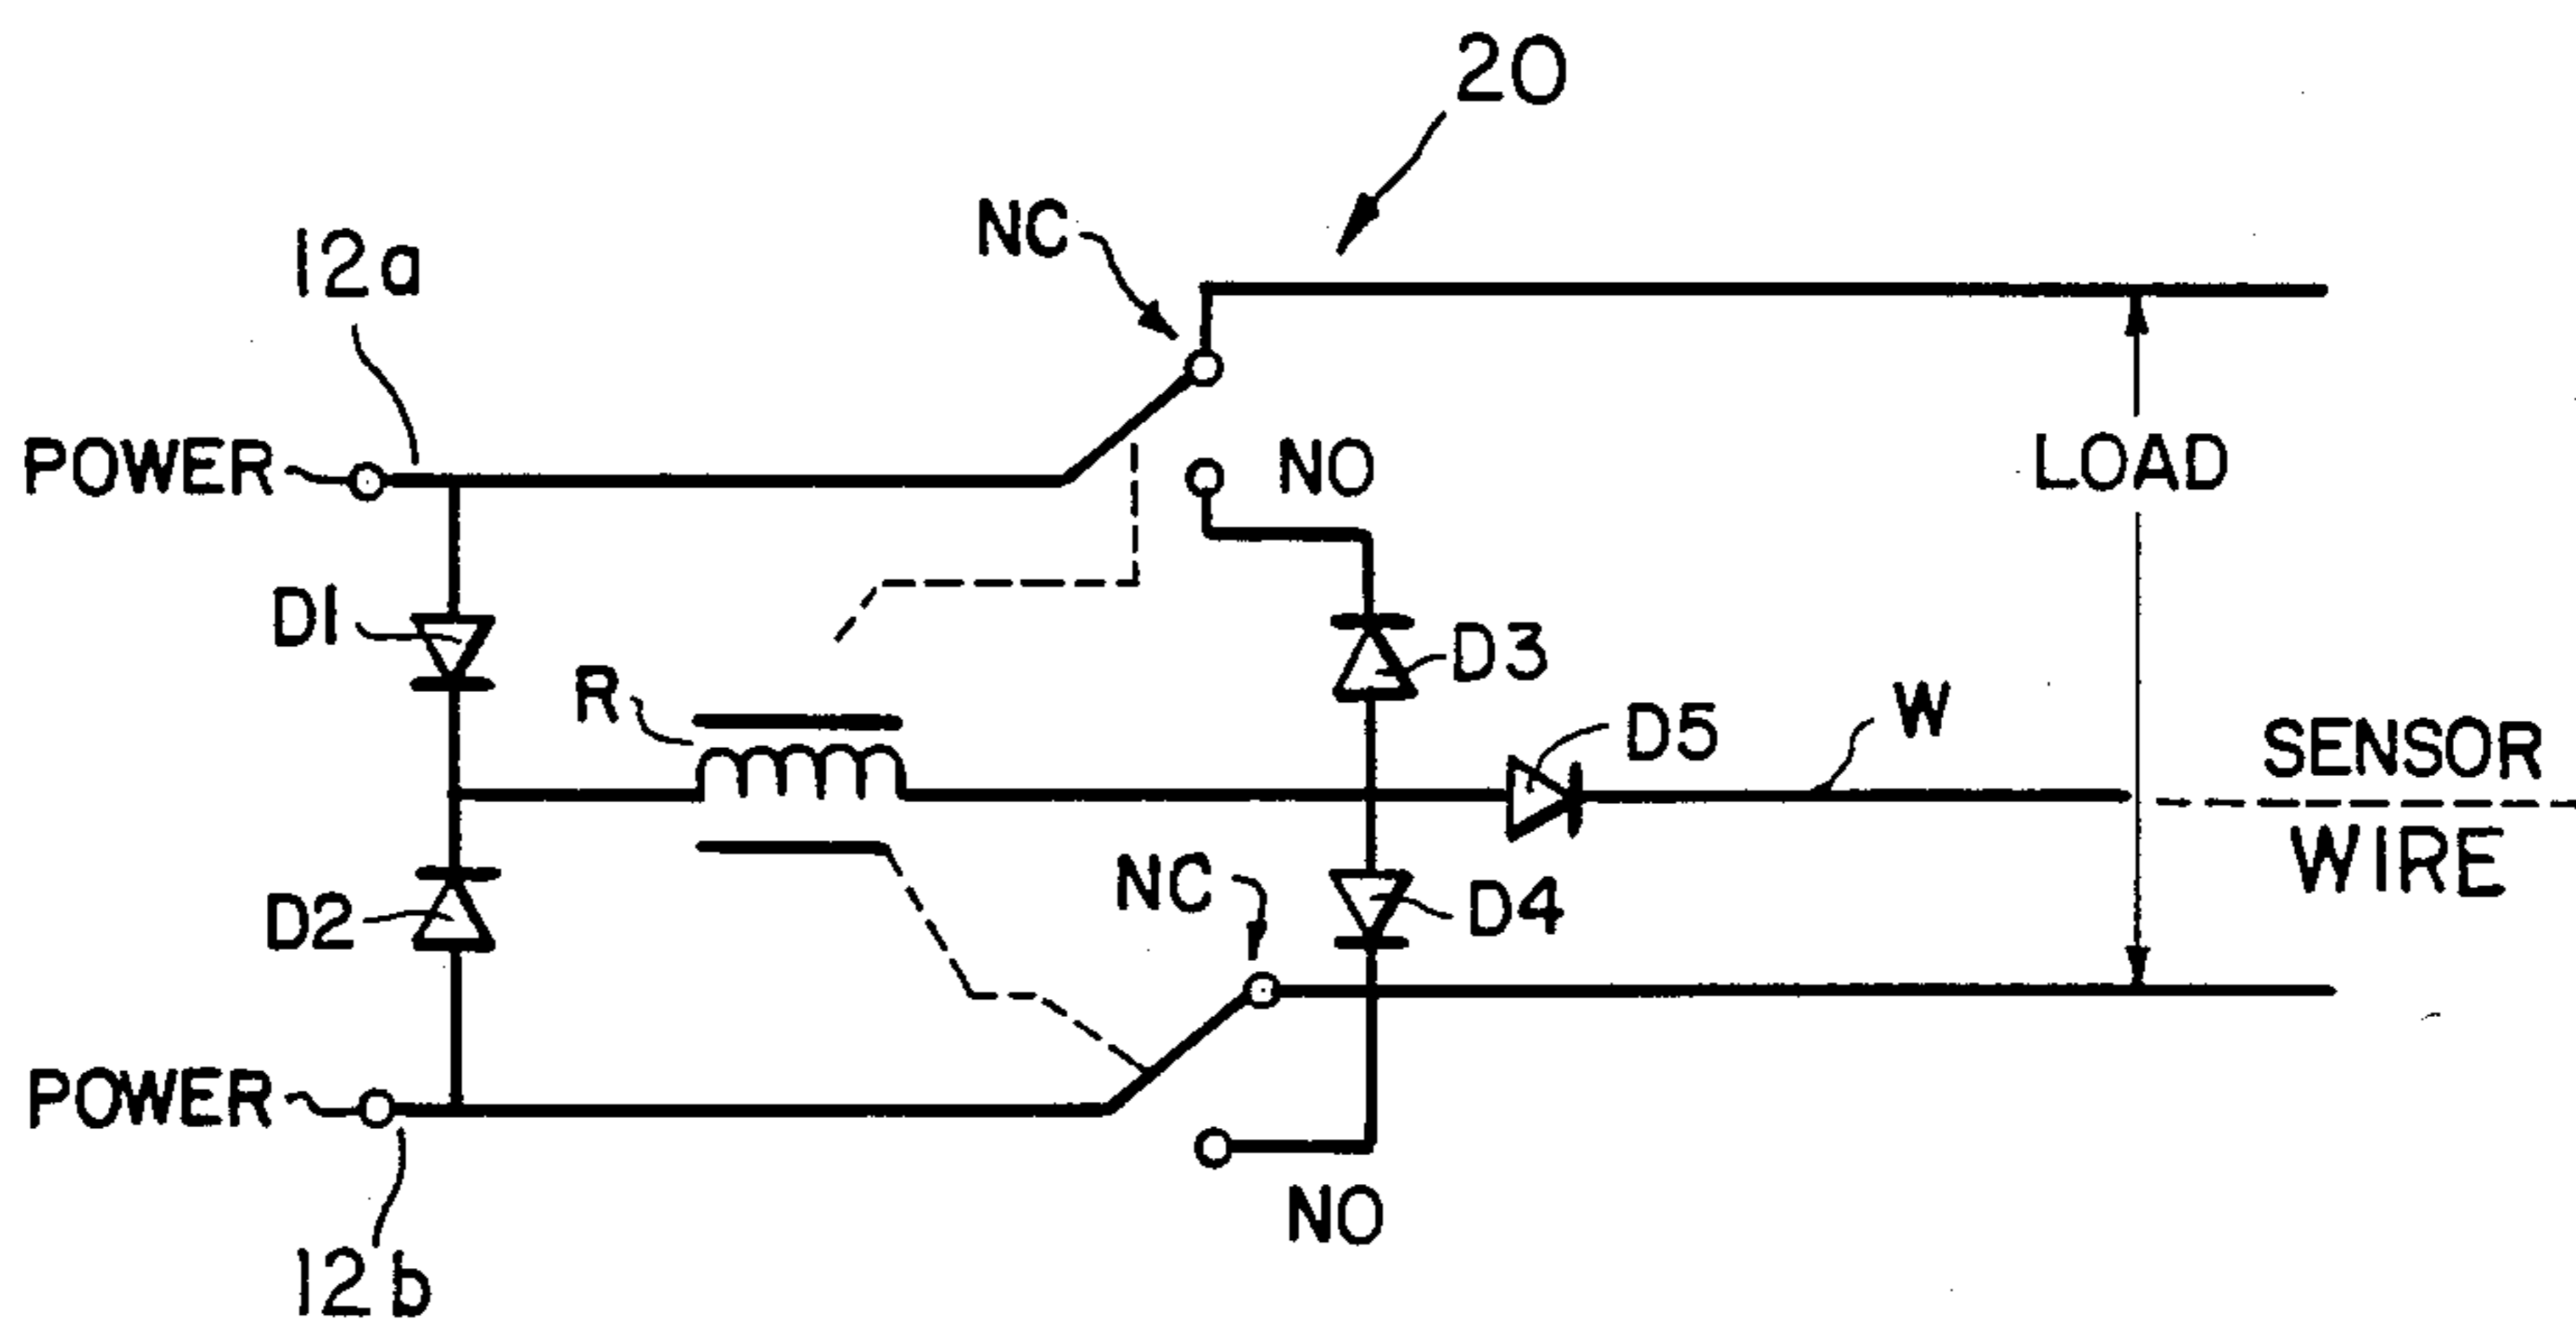 20
NC
12a
POWER
NO
LOAD
D1
D3
R
D5
W
SENSOR
WIRE
D2
NC
D4
POWER
NO
12b